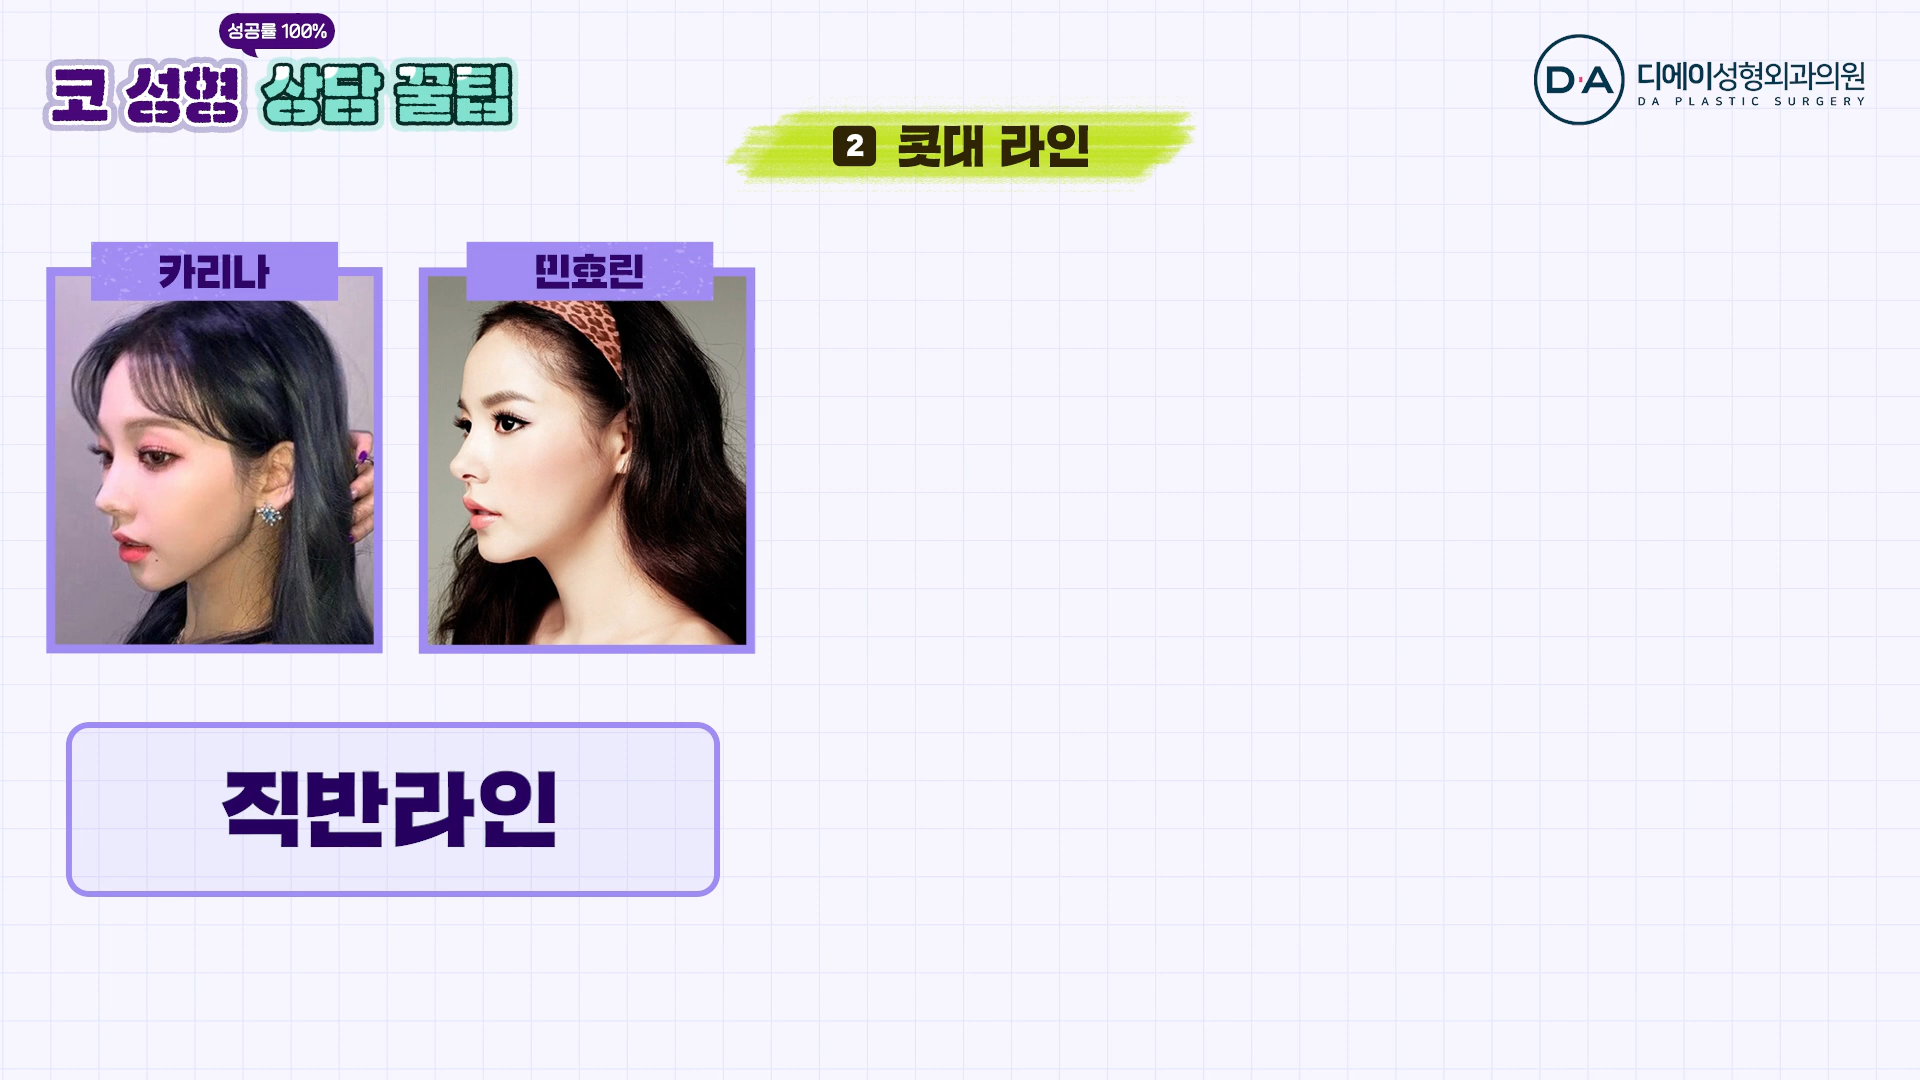 성공률 100%
코 성형 상담 꿀팁
D·A 디에이성형외과의원
DA PLASTIC SURGERY
2 콧대 라인
카리나
민효린
직반라인